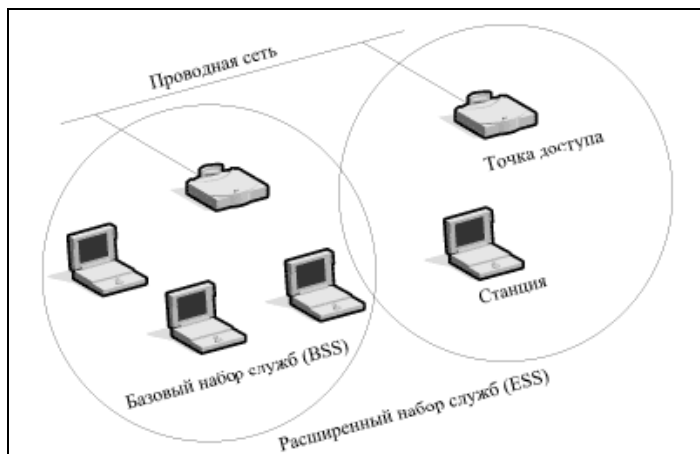 Проводная сеть
Точка доступа
Станция
Базовый набор служб (BSS)
Расширенный набор служб (ESS)